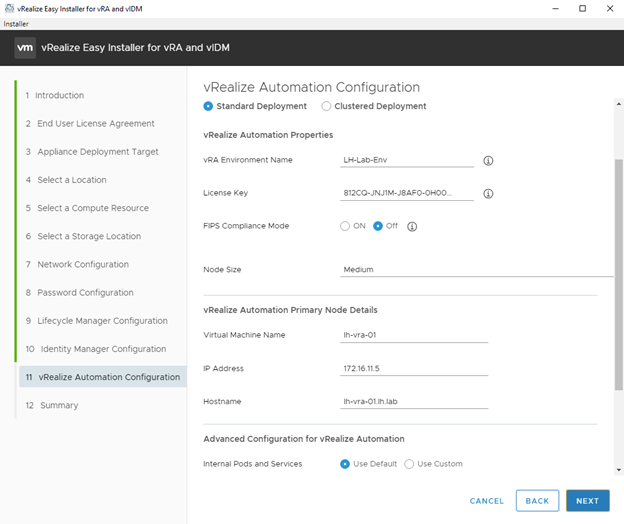 vRealize Easy Installer for vRA and vIDM
Installer
vm vRealize Easy Installer for vRA and vIDM
1 Introduction
2 End User License Agreement
3 Appliance Deployment Target
4 Select a Location
5 Select a Compute Resource
6 Select a Storage Location
7 Network Configuration
8 Password Configuration
9 Lifecycle Manager Configuration
10 Identity Manager Configuration
11 vRealize Automation Configuration
12 Summary
vRealize Automation Configuration
Standard Deployment Clustered Deployment
vRealize Automation Properties
vRA Environment Name LH-Lab-Env
License Key 812CQ-JNJ1M-J8AF0-0H00...
FIPS Compliance Mode ON Off
Node Size Medium
vRealize Automation Primary Node Details
Virtual Machine Name lh-vra-01
IP Address 172.16.11.5
Hostname lh-vra-01.lh.lab
Advanced Configuration for vRealize Automation
Internal Pods and Services Use Default Use Custom
CANCEL BACK NEXT